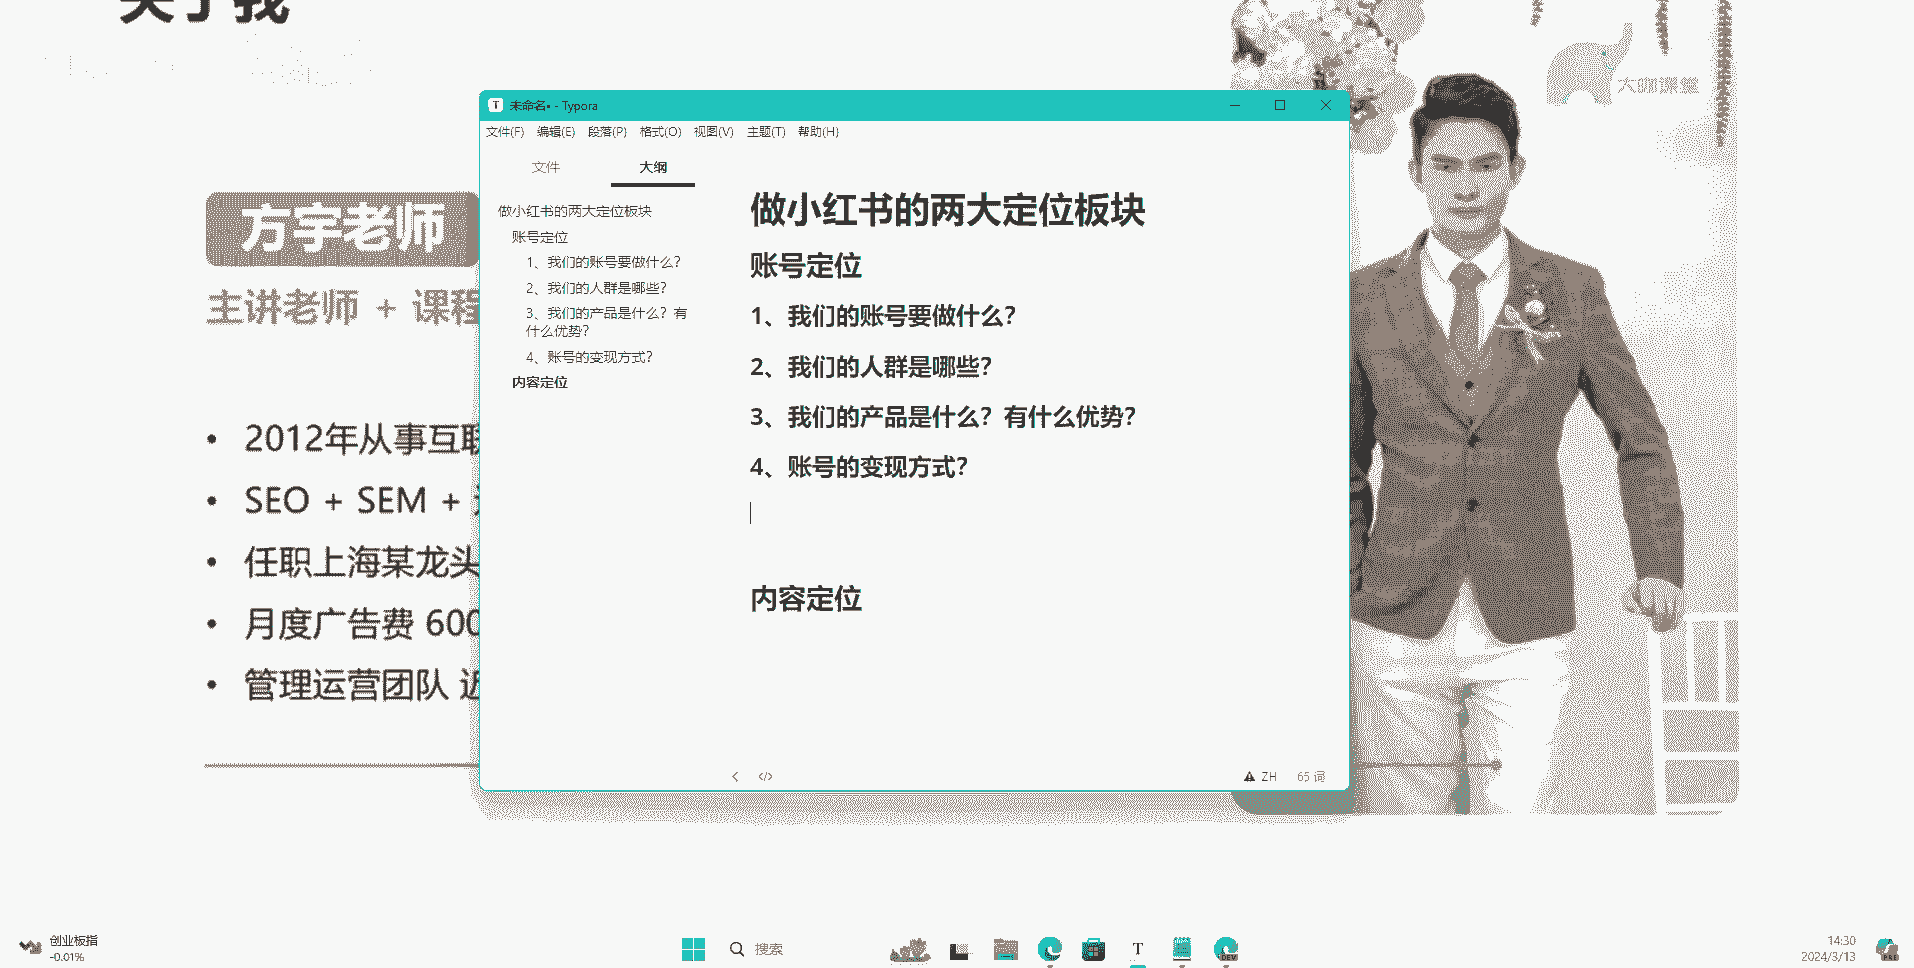 关于我
大咖课堂
未命名• - Typora
文件(F) 编辑(E) 段落(P) 格式(O) 视图(V) 主题(T) 帮助(H)
文件 大纲
做小红书的两大定位板块
账号定位
1、我们的账号要做什么?
2、我们的人群是哪些?
3、我们的产品是什么?有
什么优势?
4、账号的变现方式?
内容定位
做小红书的两大定位板块
账号定位
1、我们的账号要做什么?
2、我们的人群是哪些?
3、我们的产品是什么?有什么优势?
4、账号的变现方式?
内容定位
</> ZH 65 词
方宇老师
主讲老师 + 课程
• 2012年从事互联
• SEO + SEM +
• 任职上海某龙头
• 月度广告费 600
• 管理运营团队 近
创业板指
-0.01%
搜索
T
DEV
14:30
2024/3/13
PRE